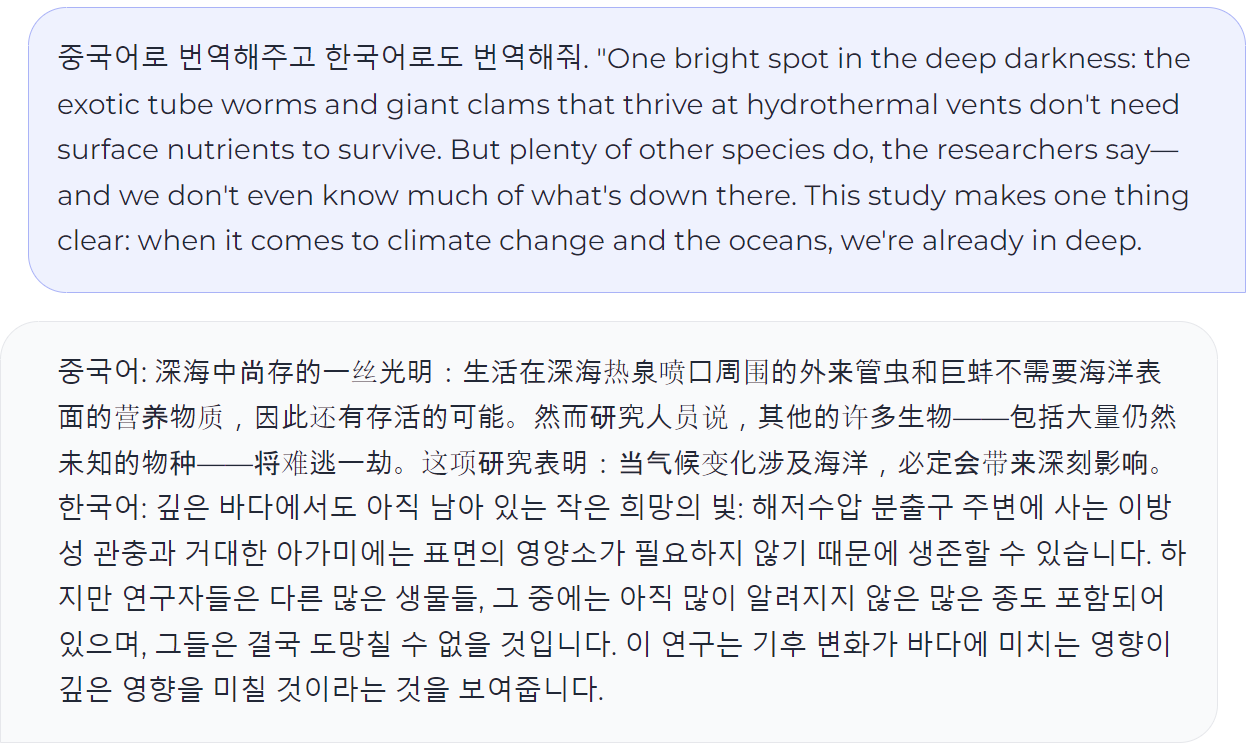 중국어로 번역해주고 한국어로도 번역해줘. "One bright spot in the deep darkness: the
exotic tube worms and giant clams that thrive at hydrothermal vents don't need
surface nutrients to survive. But plenty of other species do, the researchers say—
and we don't even know much of what's down there. This study makes one thing
clear: when it comes to climate change and the oceans, we're already in deep.
중국어: 深海中尚存的一丝光明：生活在深海热泉喷口周围的外来管虫和巨蚌不需要海洋表
面的营养物质，因此还有存活的可能。然而研究人员说，其他的许多生物——包括大量仍然
未知的物种——将难逃一劫。这项研究表明：当气候变化涉及海洋，必定会带来深刻影响。
한국어: 깊은 바다에서도 아직 남아 있는 작은 희망의 빛: 해저수압 분출구 주변에 사는 이방
성 관충과 거대한 아가미에는 표면의 영양소가 필요하지 않기 때문에 생존할 수 있습니다. 하
지만 연구자들은 다른 많은 생물들, 그 중에는 아직 많이 알려지지 않은 많은 종도 포함되어
있으며, 그들은 결국 도망칠 수 없을 것입니다. 이 연구는 기후 변화가 바다에 미치는 영향이
깊은 영향을 미칠 것이라는 것을 보여줍니다.